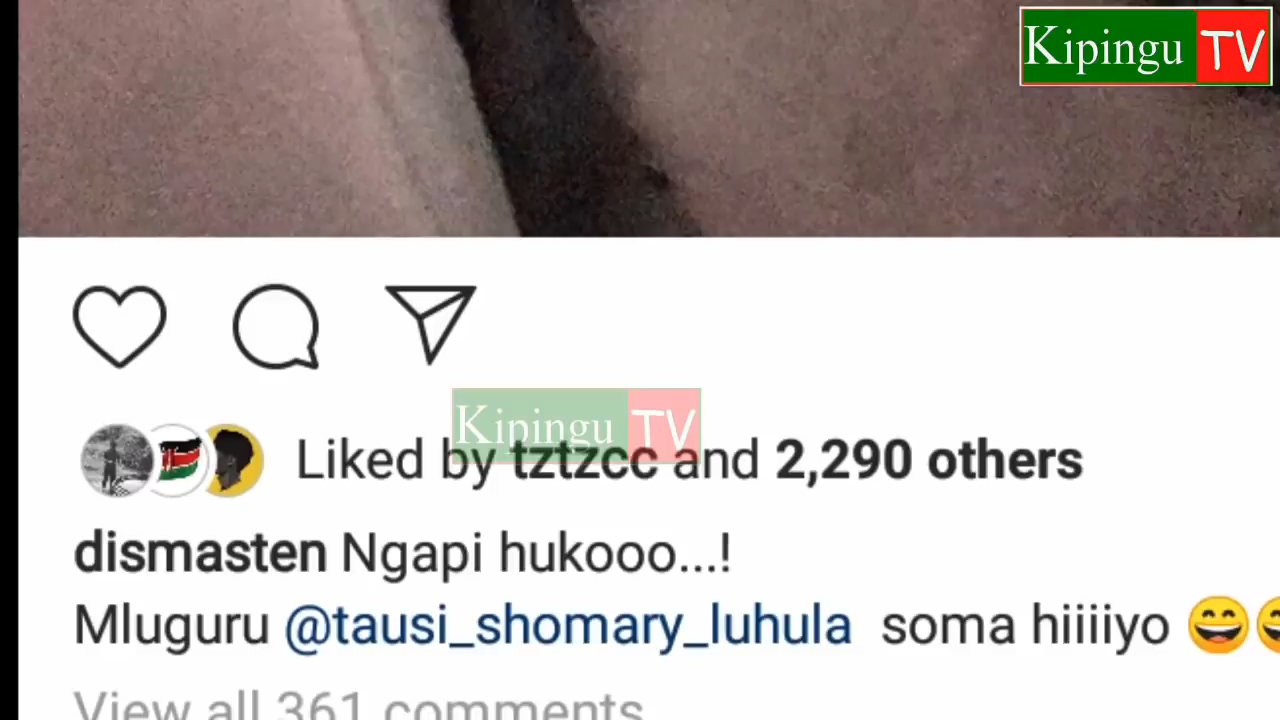 Kipingu TV
Kipingu TV
Liked by tztzcc and 2,290 others
dismasten Ngapi hukooo...!
Mluguru @tausi_shomary_luhula soma hiiiiyo 😄😄
View all 361 comments